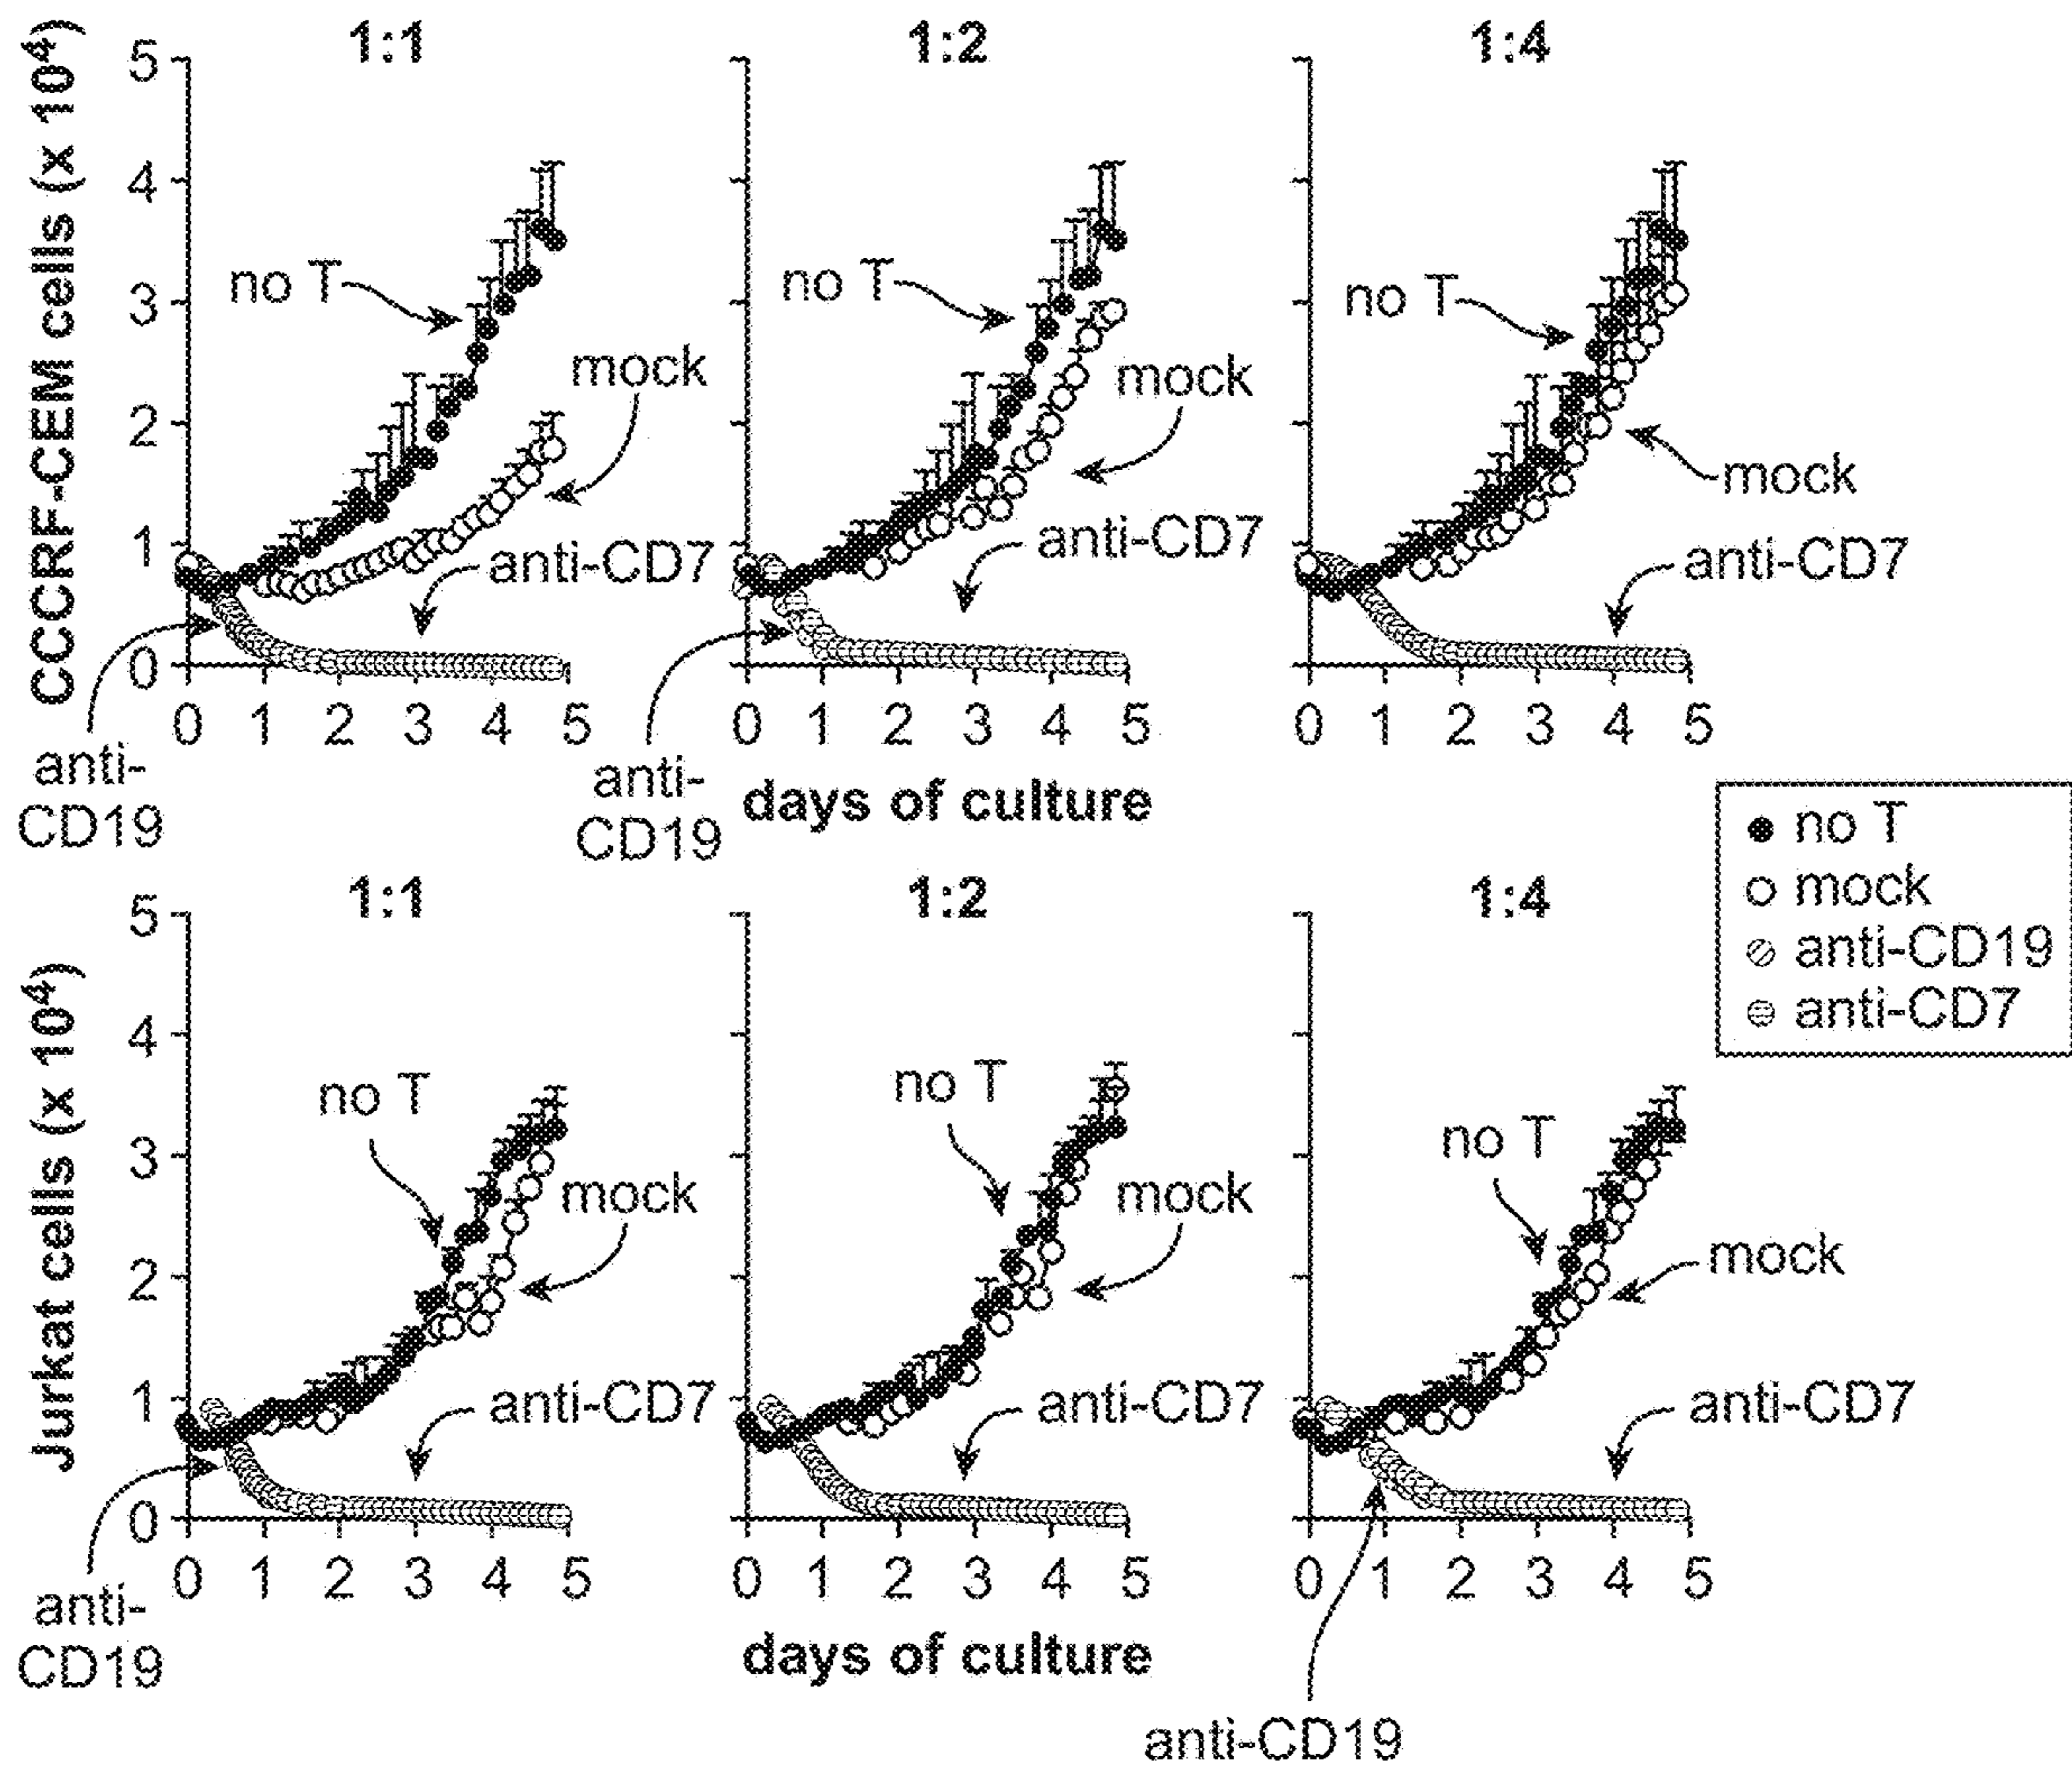 CCCRF-CEM cells (x 10⁴)
1:1
1:2
1:4
5
4
3
2
1
0
no T
mock
anti-CD7
no T
mock
anti-CD7
no T
mock
anti-CD7
0 1 2 3 4 5
0 1 2 3 4 5
0 1 2 3 4 5
anti-
CD19
anti-
CD19
days of culture
no T
mock
anti-CD19
anti-CD7
Jurkat cells (x 10⁴)
1:1
1:2
1:4
5
4
3
2
1
0
no T
mock
anti-CD7
no T
mock
anti-CD7
no T
mock
anti-CD7
0 1 2 3 4 5
0 1 2 3 4 5
0 1 2 3 4 5
anti-
CD19
days of culture
anti-CD19